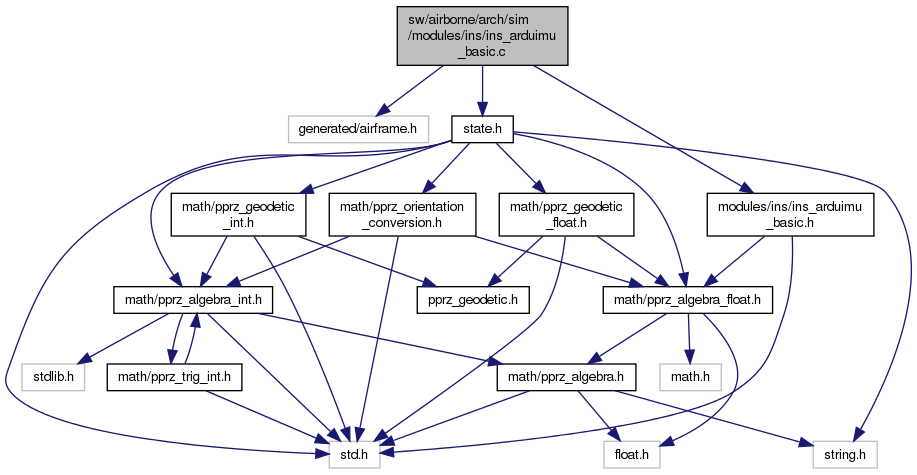 sw/airborne/arch/sim
/modules/ins/ins_arduimu
_basic.c
generated/airframe.h
state.h
math/pprz_geodetic
_int.h
math/pprz_orientation
_conversion.h
math/pprz_geodetic
_float.h
modules/ins/ins_arduimu
_basic.h
math/pprz_algebra_int.h
pprz_geodetic.h
math/pprz_algebra_float.h
stdlib.h
math/pprz_trig_int.h
math/pprz_algebra.h
math.h
std.h
float.h
string.h